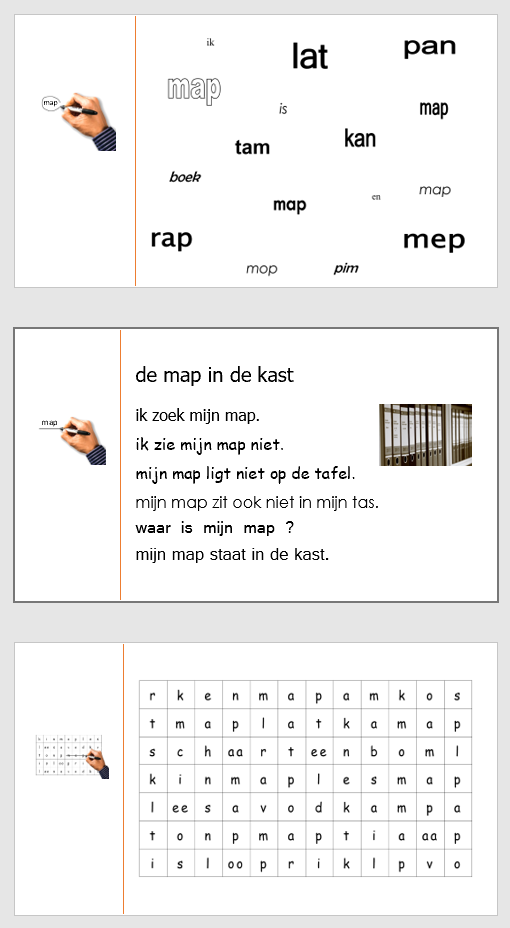 map
ik
lat
pan
map
is
map
tam
kan
boek
map
en
map
rap
mep
mop
pim
map
de map in de kast
ik zoek mijn map.
ik zie mijn map niet.
mijn map ligt niet op de tafel.
mijn map zit ook niet in mijn tas.
waar is mijn map ?
mijn map staat in de kast.
r k e n m a p a m k o s
t m a p l a t k a m a p
s c h aa r t ee n b o m l
k i n m a p l e s m a p
l ee s a v o d k a m p a
t o n p m a p t i a aa p
i s l oo p r i k l p v o